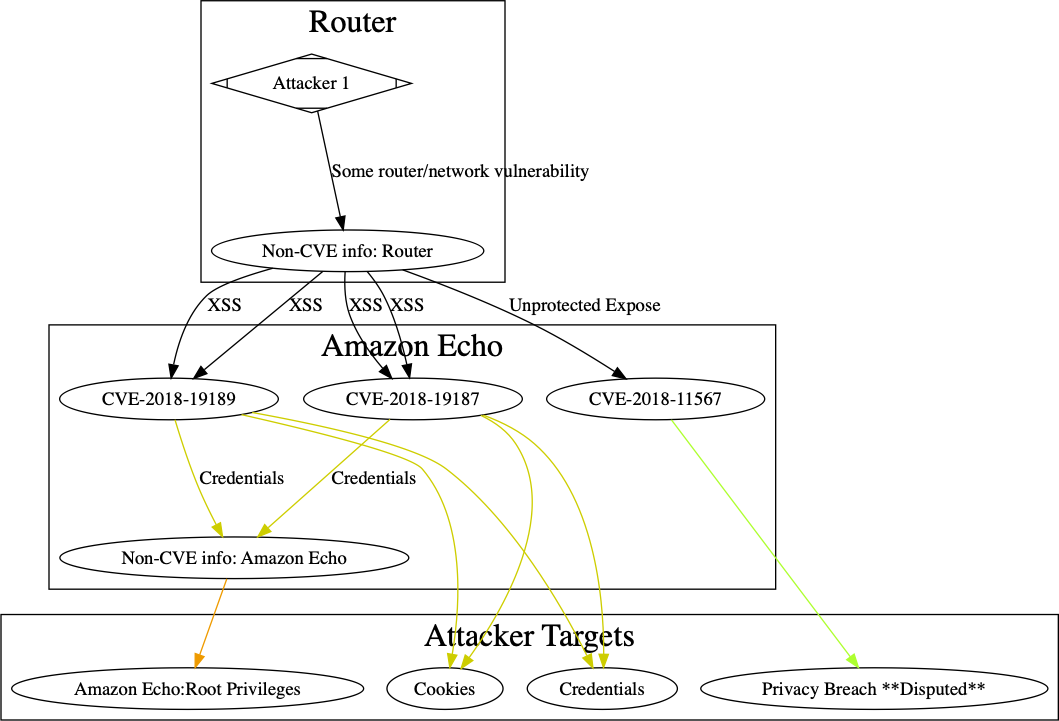 Router
Attacker 1
Some router/network vulnerability
Non-CVE info: Router
XSS
XSS
XSS
XSS
Unprotected Expose
Amazon Echo
CVE-2018-19189
CVE-2018-19187
CVE-2018-11567
Credentials
Credentials
Non-CVE info: Amazon Echo
Attacker Targets
Amazon Echo:Root Privileges
Cookies
Credentials
Privacy Breach **Disputed**